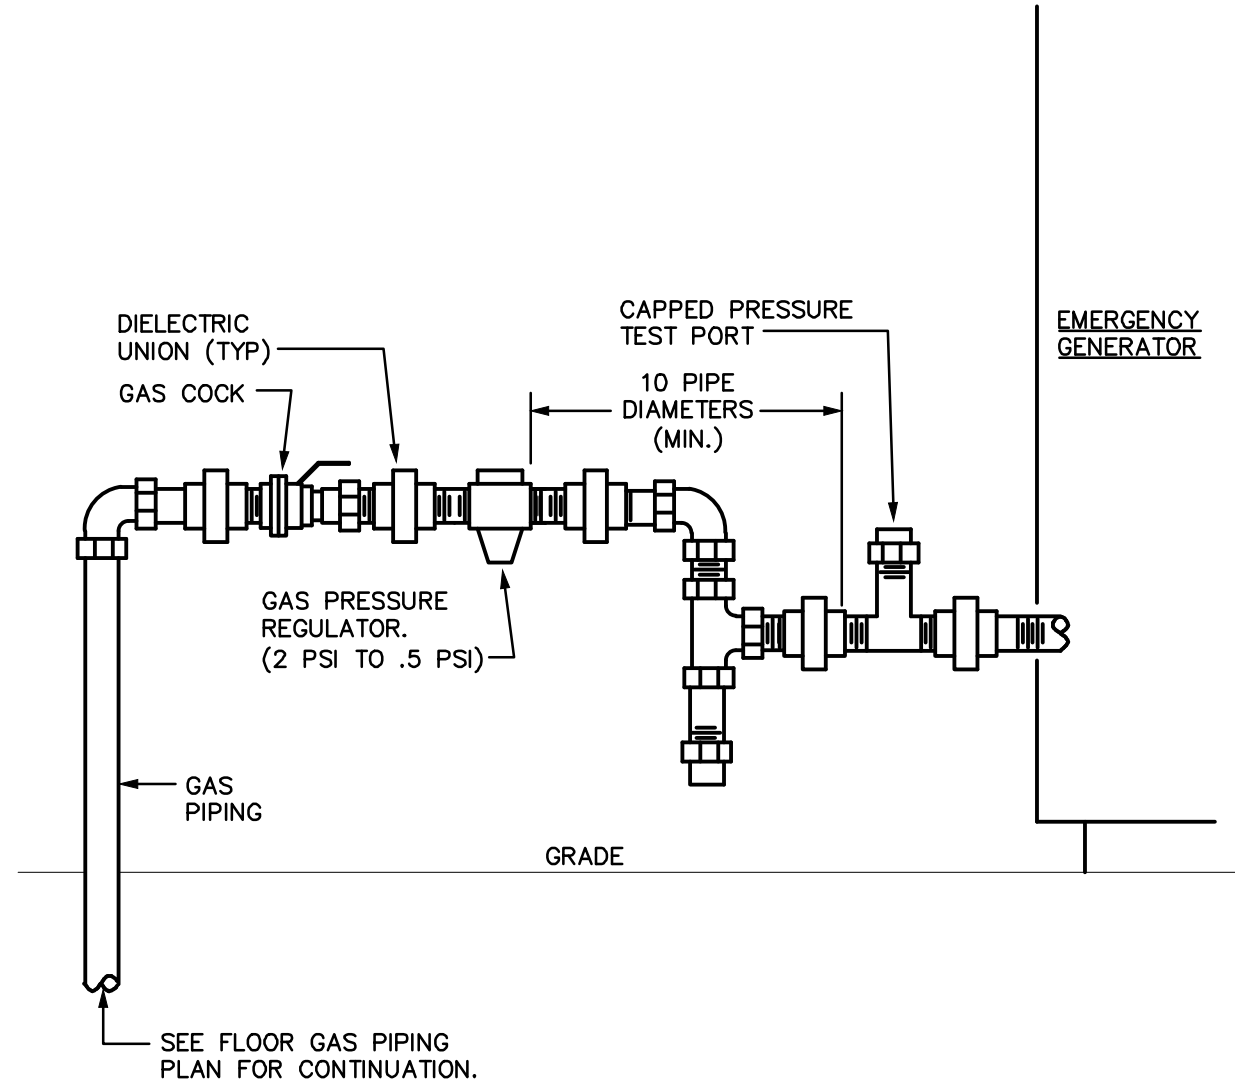 DIELECTRIC
UNION (TYP)
GAS COCK
CAPPED PRESSURE
TEST PORT
10 PIPE
DIAMETERS
(MIN.)
EMERGENCY
GENERATOR
GAS PRESSURE
REGULATOR.
(2 PSI TO .5 PSI)
GAS
PIPING
GRADE
SEE FLOOR GAS PIPING
PLAN FOR CONTINUATION.